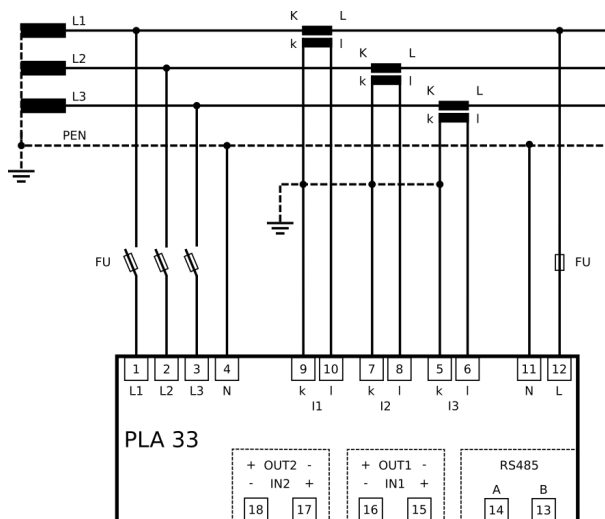 L1 K L
k l
L2 K L
k l
L3 K L
k l
PEN
FU FU
1 2 3 4 9 10 7 8 5 6 11 12
L1 L2 L3 N k l k l k l N L
I1 I2 I3
PLA 33
+ OUT2 - + OUT1 - RS485
- IN2 + - IN1 + A B
18 17 16 15 14 13